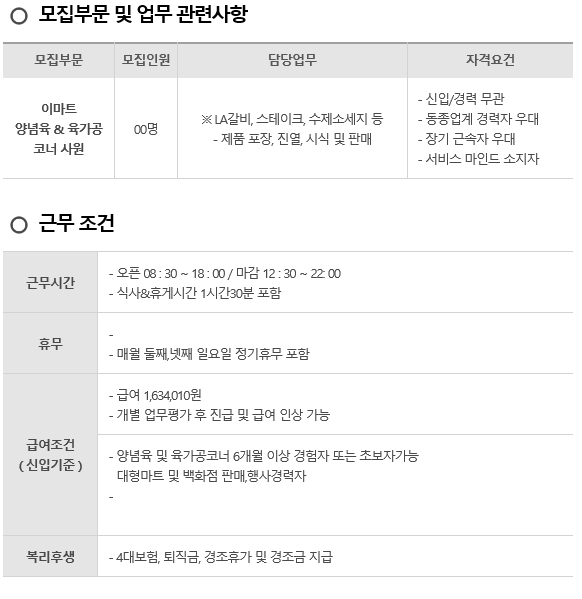 모집부문 및 업무 관련사항
모집부문 모집인원 담당업무 자격요건
이마트
양념육 & 육가공
코너 사원
00명
※ LA갈비, 스테이크, 수제소세지 등
- 제품 포장, 진열, 시식 및 판매
- 신입/경력 무관
- 동종업계 경력자 우대
- 장기 근속자 우대
- 서비스 마인드 소지자
근무 조건
근무시간
- 오픈 08 : 30 ~ 18 : 00 / 마감 12 : 30 ~ 22: 00
- 식사&휴게시간 1시간30분 포함
휴무
-
- 매월 둘째,넷째 일요일 정기휴무 포함
급여조건
( 신입기준 )
- 급여 1,634,010원
- 개별 업무평가 후 진급 및 급여 인상 가능
- 양념육 및 육가공코너 6개월 이상 경험자 또는 초보자가능
대형마트 및 백화점 판매,행사경력자
-
복리후생
- 4대보험, 퇴직금, 경조휴가 및 경조금 지급